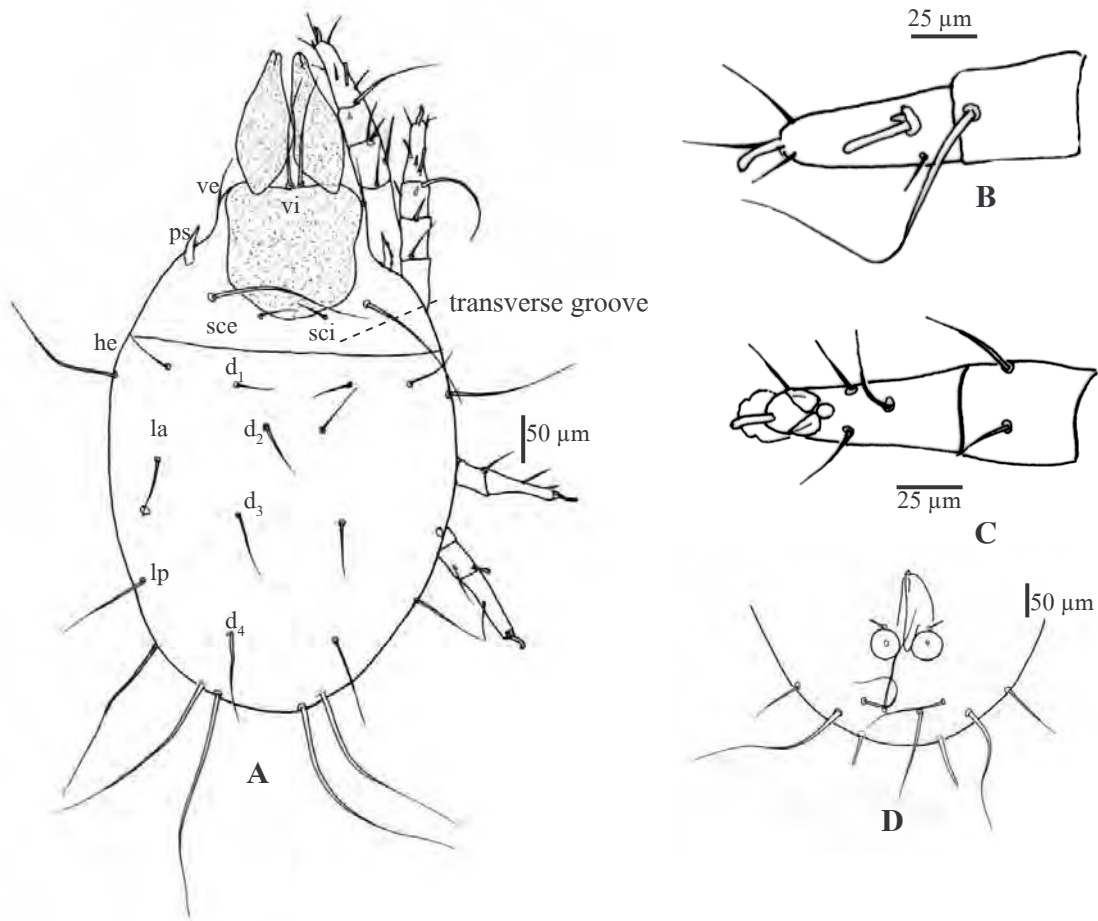 25 µm
ve
vi
B
ps
transverse groove
sce
sci
he
d1
la
d2
50 µm
d3
25 µm
C
lp
50 µm
d4
A
D